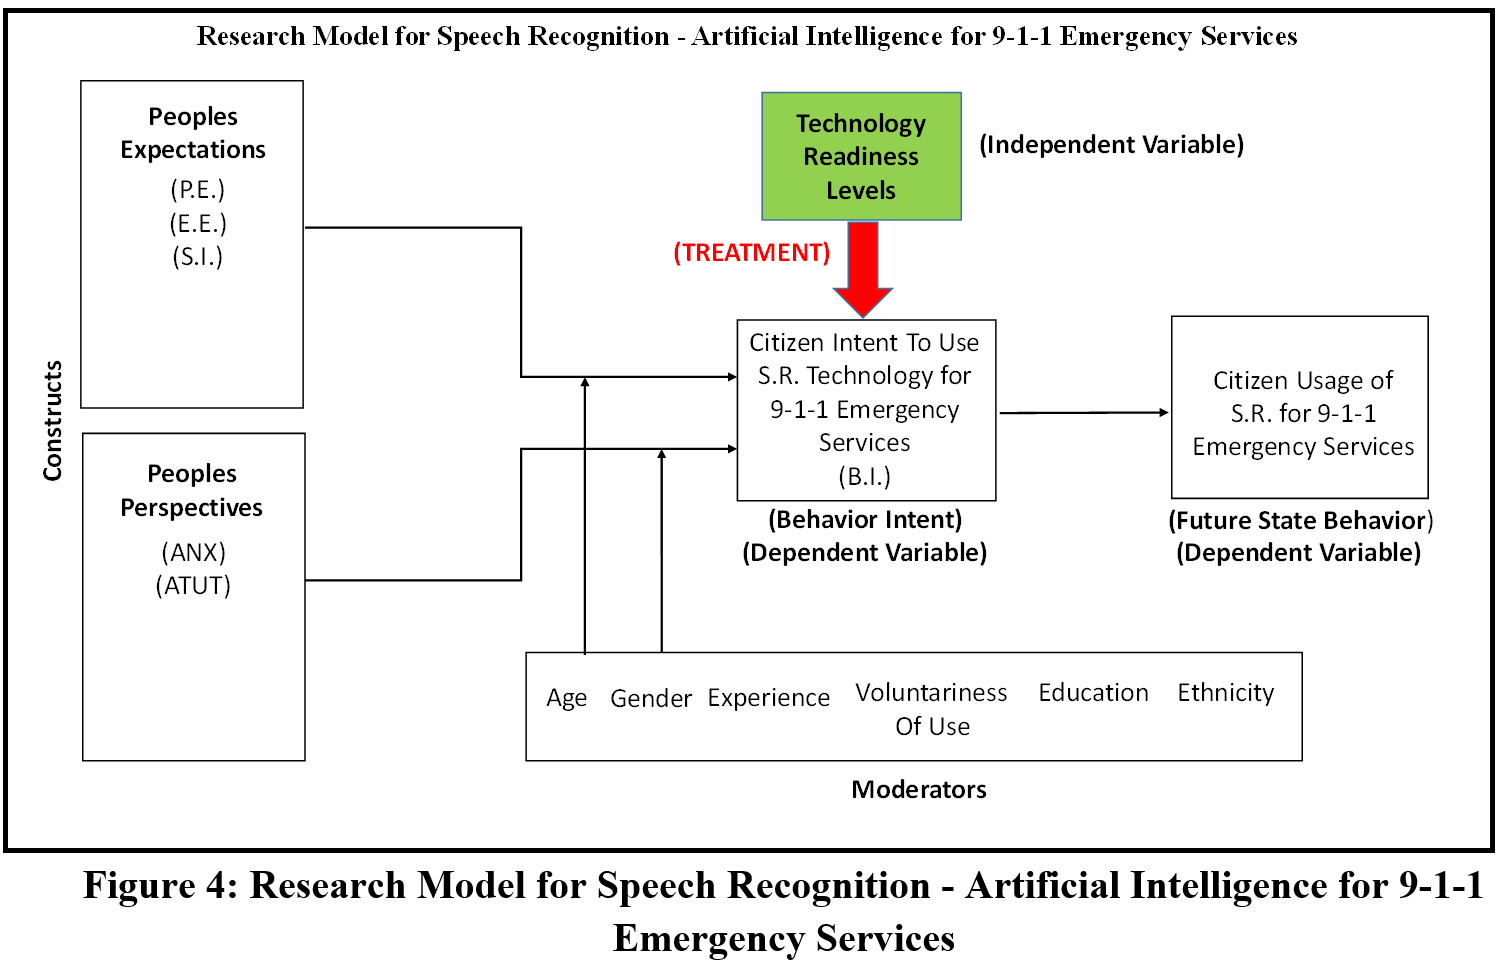 Research Model for Speech Recognition - Artificial Intelligence for 9-1-1 Emergency Services
Constructs
Peoples
Expectations
(P.E.)
(E.E.)
(S.I.)
Peoples
Perspectives
(ANX)
(ATUT)
Technology
Readiness
Levels
(Independent Variable)
(TREATMENT)
Citizen Intent To Use
S.R. Technology for
9-1-1 Emergency
Services
(B.I.)
(Behavior Intent)
(Dependent Variable)
Citizen Usage of
S.R. for 9-1-1
Emergency Services
(Future State Behavior)
(Dependent Variable)
Age
Gender
Experience
Voluntariness
Of Use
Education
Ethnicity
Moderators
Figure 4: Research Model for Speech Recognition - Artificial Intelligence for 9-1-1
Emergency Services